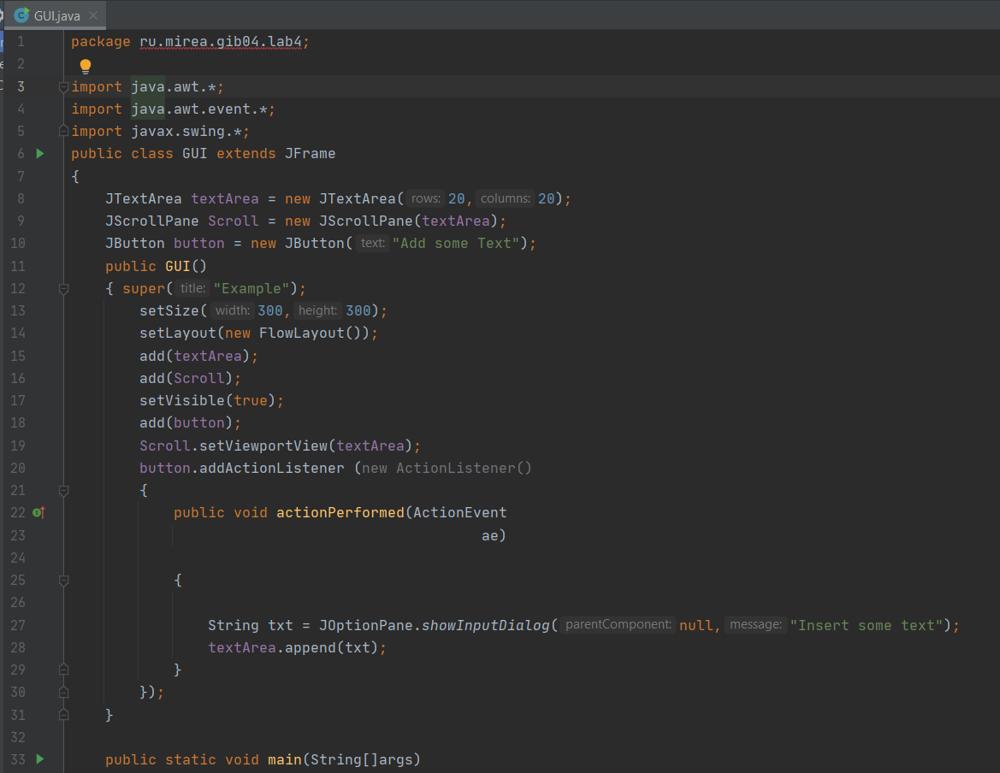 GUI.java
1 package ru.mirea.gib04.lab4;
2
3 import java.awt.*;
4 import java.awt.event.*;
5 import javax.swing.*;
6 public class GUI extends JFrame
7 {
8 JTextArea textArea = new JTextArea( rows: 20, columns: 20);
9 JScrollPane Scroll = new JScrollPane(textArea);
10 JButton button = new JButton( text: "Add some Text");
11 public GUI()
12 { super( title: "Example");
13 setSize( width: 300, height: 300);
14 setLayout(new FlowLayout());
15 add(textArea);
16 add(Scroll);
17 setVisible(true);
18 add(button);
19 Scroll.setViewportView(textArea);
20 button.addActionListener (new ActionListener()
21 {
22 public void actionPerformed(ActionEvent
23 ae)
24
25 {
26
27 String txt = JOptionPane.showInputDialog( parentComponent: null, message: "Insert some text");
28 textArea.append(txt);
29 }
30 });
31 }
32
33 public static void main(String[]args)